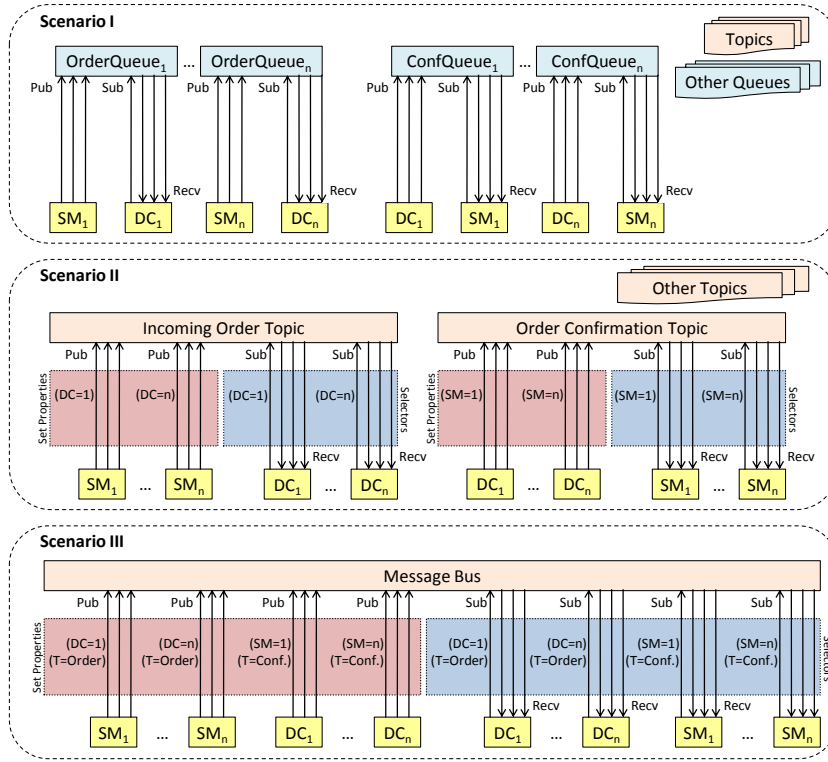 Scenario I
Topics
Other Queues
OrderQueue1 ... OrderQueuen ConfQueue1 ... ConfQueuen
Pub Sub Pub Sub Pub Sub Pub Sub
Recv Recv Recv Recv
SM1 DC1 SMn DCn DC1 SM1 DCn SMn
Scenario II
Other Topics
Incoming Order Topic Order Confirmation Topic
Pub Pub Sub Sub Pub Pub Sub Sub
Set Properties (DC=1) (DC=n) (DC=1) (DC=n) Set Properties (SM=1) (SM=n) (SM=1) (SM=n) Selectors
Recv Recv Recv Recv
SM1 ... SMn DC1 ... DCn DC1 ... DCn SM1 ... SMn
Scenario III
Message Bus
Pub Pub Pub Pub Sub Sub Sub Sub
Set Properties
(DC=1) (DC=n) (SM=1) (SM=n) (DC=1) (DC=n) (SM=1) (SM=n)
(T=Order) (T=Order) (T=Conf.) (T=Conf.) (T=Order) (T=Order) (T=Conf.) (T=Conf.)
Selectors
Recv Recv Recv Recv
SM1 ... SMn DC1 ... DCn DC1 ... DCn SM1 ... SMn